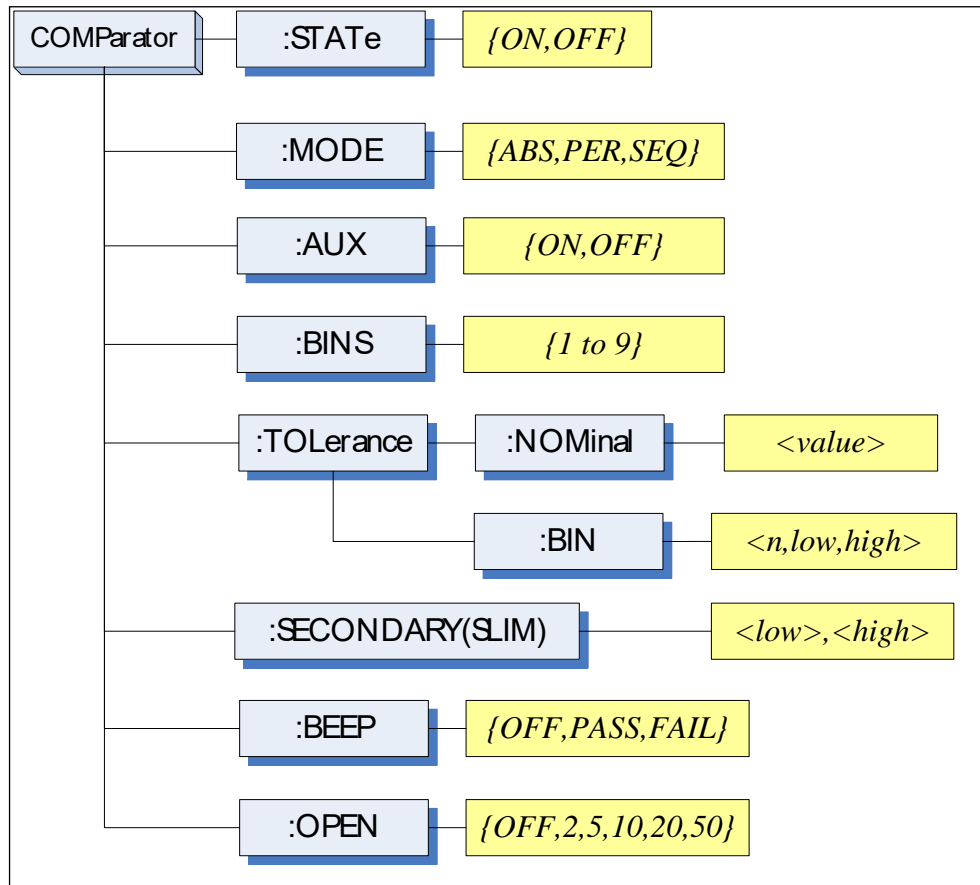 COMParator :STATe {ON,OFF}
:MODE {ABS,PER,SEQ}
:AUX {ON,OFF}
:BINS {1 to 9}
:TOLerance :NOMinal <value>
:BIN <n,low,high>
:SECONDARY(SLIM) <low>,<high>
:BEEP {OFF,PASS,FAIL}
:OPEN {OFF,2,5,10,20,50}